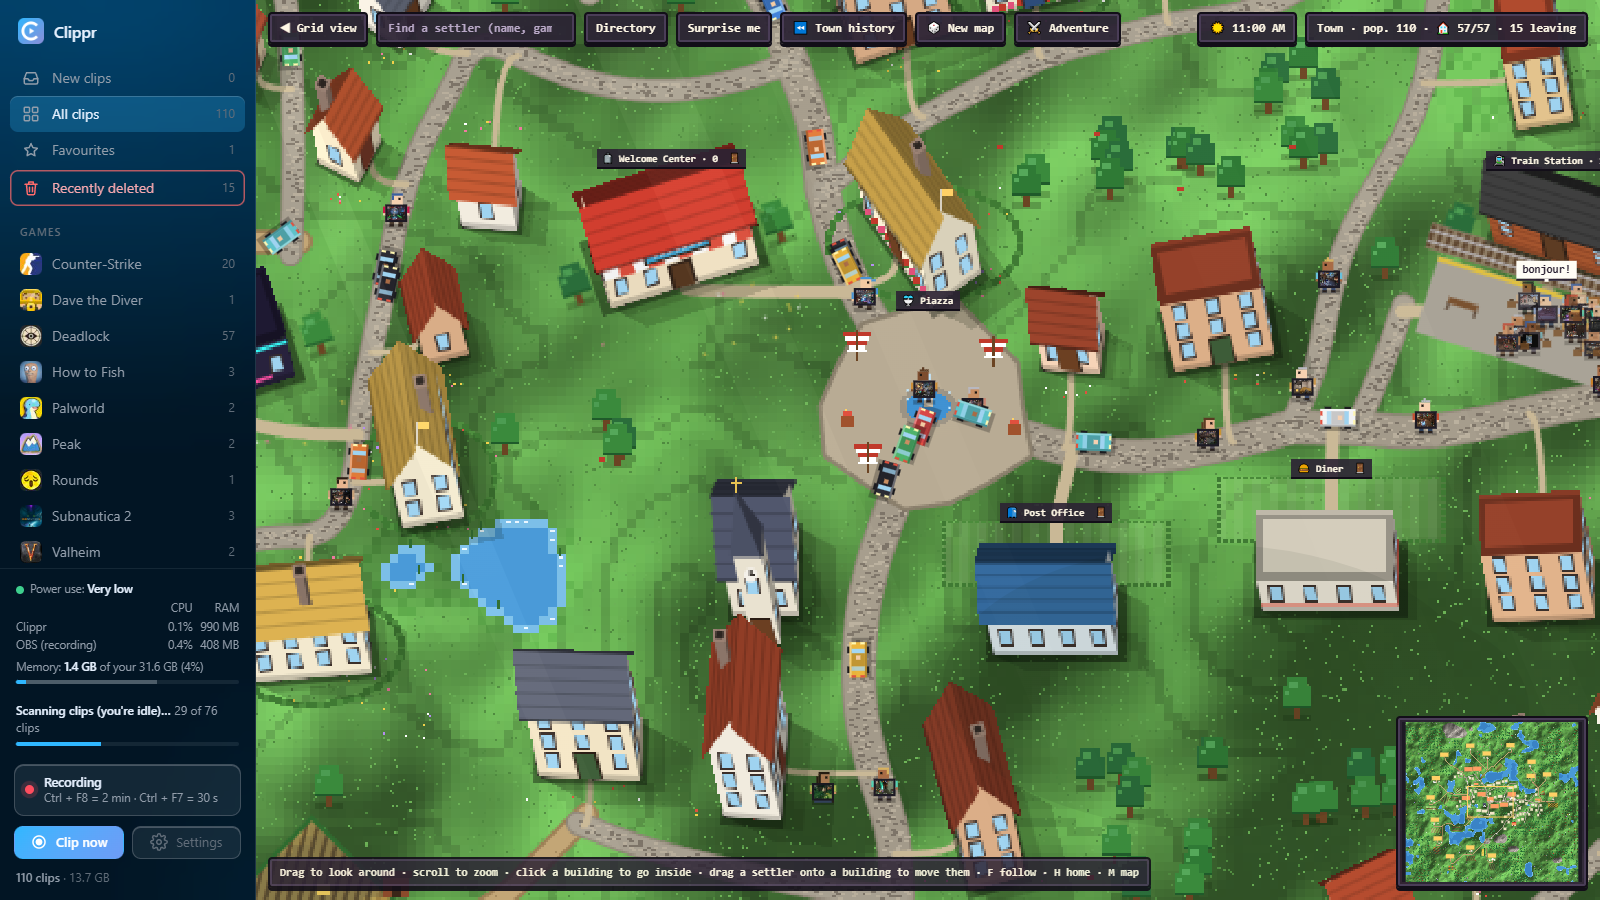 Clippr
New clips 0
All clips 110
Favourites 1
Recently deleted 15
GAMES
Counter-Strike 20
Dave the Diver 1
Deadlock 57
How to Fish 3
Palworld 2
Peak 2
Rounds 1
Subnautica 2 3
Valheim 2
Power use: Very low
CPU RAM
Clippr 0.1% 990 MB
OBS (recording) 0.4% 408 MB
Memory: 1.4 GB of your 31.6 GB (4%)
Scanning clips (you're idle)... 29 of 76
clips
Recording
Ctrl + F8 = 2 min · Ctrl + F7 = 30 s
Clip now
Settings
110 clips · 13.7 GB
◀ Grid view
Find a settler (name, gam
Directory
Surprise me
Town history
New map
Adventure
11:00 AM
Town · pop. 110 · 57/57 · 15 leaving
Welcome Center · 0
Train Station ·
bonjour!
Piazza
Diner
Post Office
Drag to look around · scroll to zoom · click a building to go inside · drag a settler onto a building to move them · F follow · H home · M map